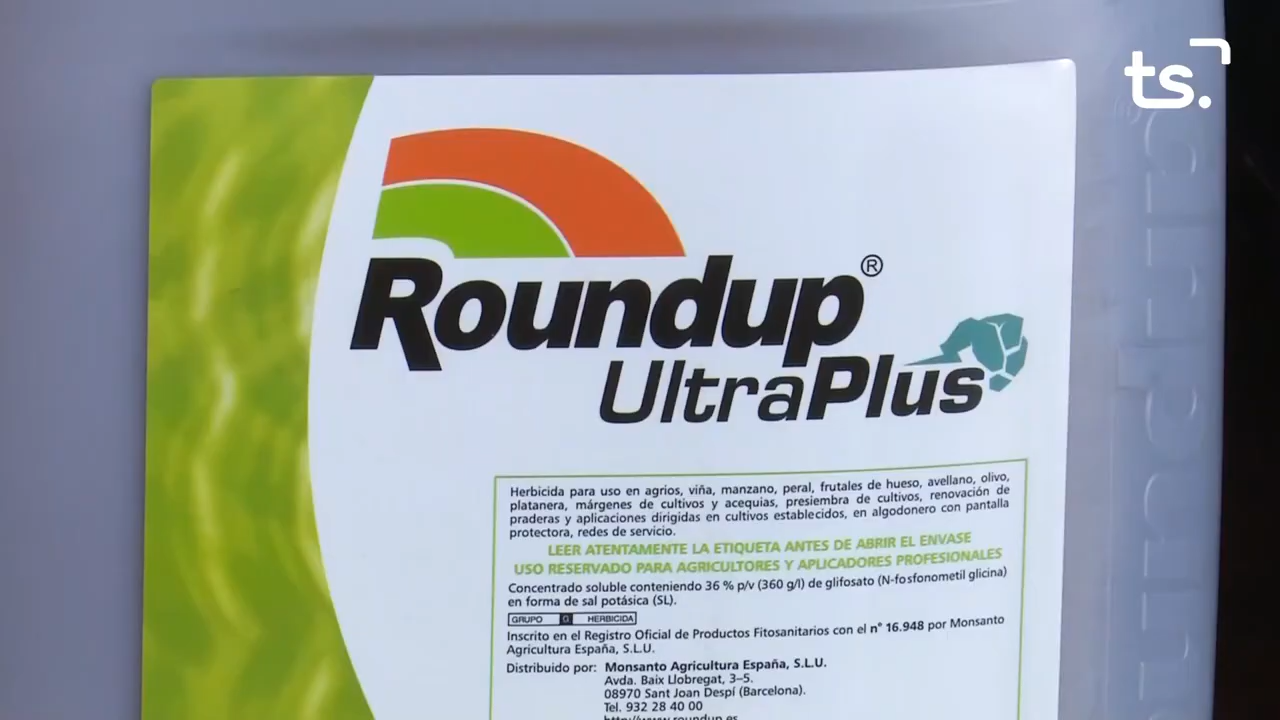 ts.
Roundup®
UltraPlus
Herbicida para uso en agrios, viña, manzano, peral, frutales de hueso, avellano, olivo,
platanera, márgenes de cultivos y acequias, presiembra de cultivos, renovación de
praderas y aplicaciones dirigidas en cultivos establecidos, en algodonero con pantalla
protectora, redes de servicio.
LEER ATENTAMENTE LA ETIQUETA ANTES DE ABRIR EL ENVASE
USO RESERVADO PARA AGRICULTORES Y APLICADORES PROFESIONALES
Concentrado soluble conteniendo 36 % p/v (360 g/l) de glifosato (N-fosfonometil glicina)
en forma de sal potásica (SL).
GRUPO G HERBICIDA
Inscrito en el Registro Oficial de Productos Fitosanitarios con el n° 16.948 por Monsanto
Agricultura España, S.L.U.
Distribuido por: Monsanto Agricultura España, S.L.U.
Avda. Baix Llobregat, 3–5.
08970 Sant Joan Despí (Barcelona).
Tel. 932 28 40 00
http://www.roundup.es